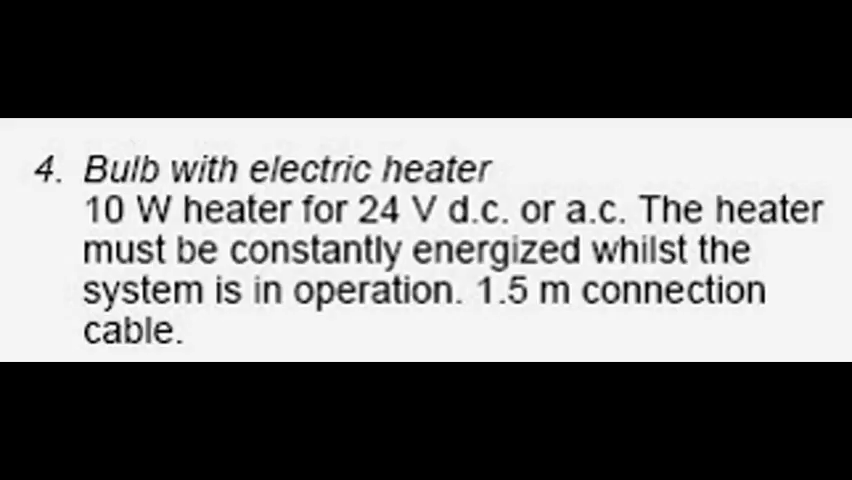 4. Bulb with electric heater
10 W heater for 24 V d.c. or a.c. The heater
must be constantly energized whilst the
system is in operation. 1.5 m connection
cable.